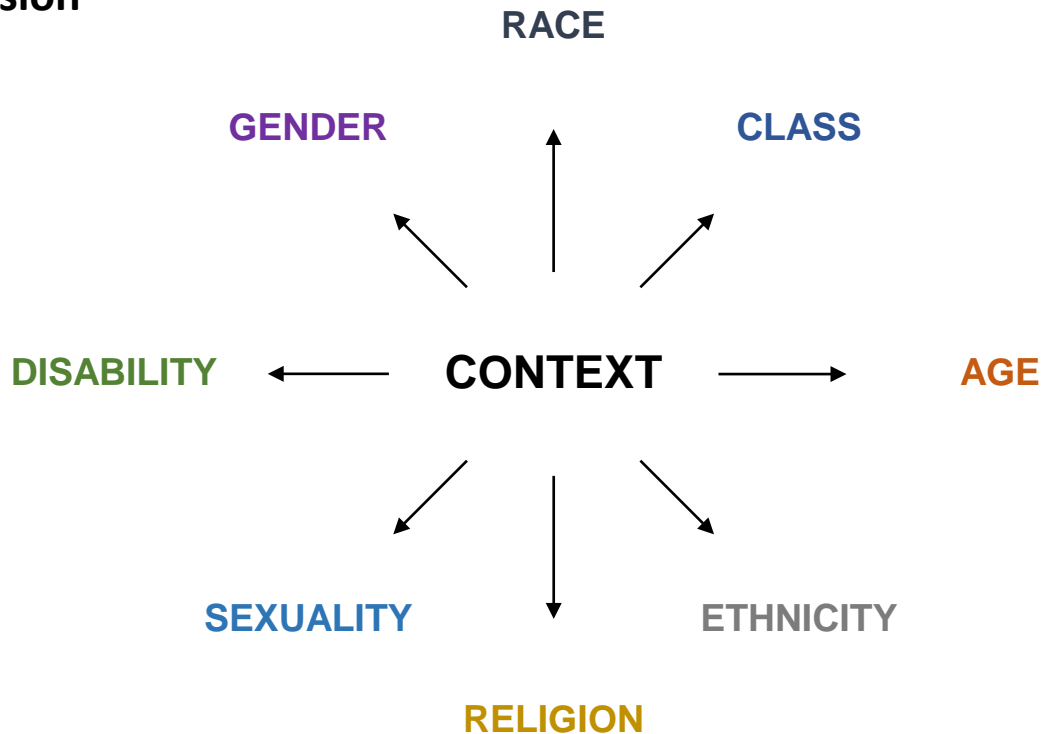 RACE
GENDER
CLASS
DISABILITY
CONTEXT
AGE
SEXUALITY
ETHNICITY
RELIGION